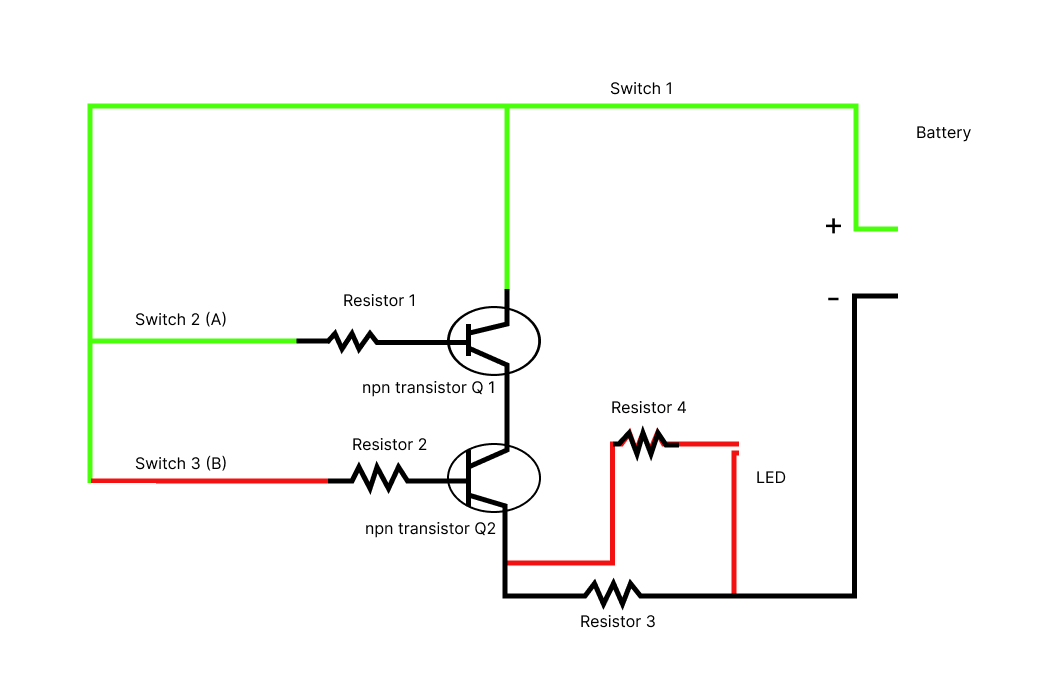 Switch 1
Battery
+
Resistor 1
−
Switch 2 (A)
npn transistor Q 1
Resistor 4
Resistor 2
Switch 3 (B)
LED
npn transistor Q2
Resistor 3